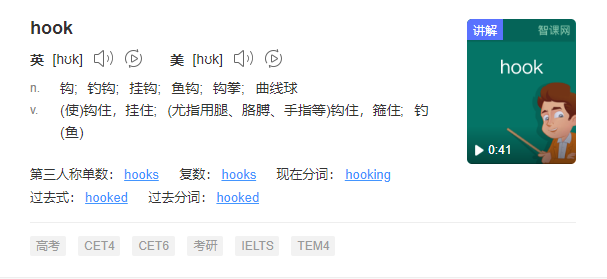 hook
英 [hʊk] 美 [hʊk]
n. 钩; 钓钩; 挂钩; 鱼钩; 钩拳; 曲线球
v. (使)钩住，挂住; (尤指用腿、胳膊、手指等)钩住，箍住; 钓
(鱼)
第三人称单数： hooks 复数： hooks 现在分词： hooking
过去式： hooked 过去分词： hooked
高考 CET4 CET6 考研 IELTS TEM4
讲解 智课网
hook
0:41